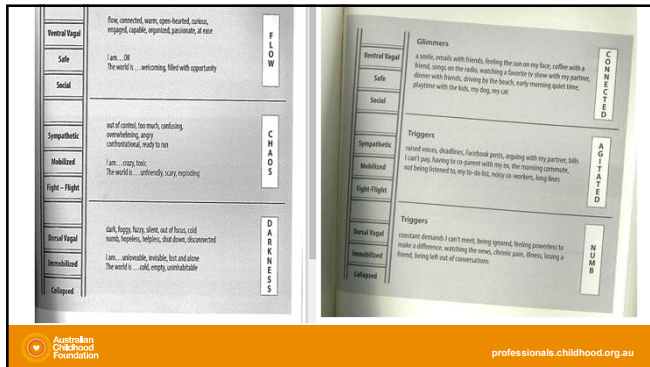 flow, connected, warm, open-hearted, curious,
engaged, capable, organized, passionate, at ease
Ventral Vagal
Safe
Social
I am...OK
The world is ...welcoming, filled with opportunity
FLOW
out of control, too much, confusing,
overwhelming, angry
confrontational, ready to run
Sympathetic
Mobilized
Fight – Flight
I am...crazy, toxic
The world is ...unfriendly, scary, exploding
CHAOS
dark, foggy, fuzzy, silent, out of focus, cold
numb, hopeless, helpless, shut down, disconnected
Dorsal Vagal
Immobilized
Collapsed
I am...unloveable, invisible, lost and alone
The world is ...cold, empty, uninhabitable
DARKNESS
Glimmers
a smile, emails with friends, feeling the sun on my face, coffee with a
friend, songs on the radio, watching a favorite tv show with my partner,
dinner with friends, driving by the beach, early morning quiet time,
playtime with the kids, my dog, my cat
Ventral Vagal
Safe
Social
CONNECTED
Triggers
raised voices, deadlines, Facebook posts, arguing with my partner, bills
I can't pay, having to co-parent with my ex, the morning commute,
not being listened to, my to-do list, noisy co-workers, long lines
Sympathetic
Mobilized
Fight-Flight
AGITATED
Triggers
constant demands I can't meet, being ignored, feeling powerless to
make a difference, watching the news, chronic pain, illness, losing a
friend, being left out of conversations
Dorsal Vagal
Immobilized
Collapsed
NUMB
Australian
Childhood
Foundation
professionals.childhood.org.au